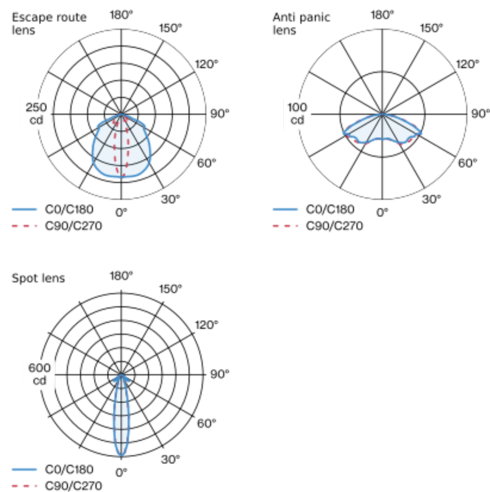 Escape route
lens
180°
150°
120°
250
cd
90°
60°
30°
0°
C0/C180
C90/C270
Anti panic
lens
180°
150°
120°
100
cd
90°
60°
30°
0°
C0/C180
C90/C270
Spot lens
180°
150°
120°
600
cd
90°
60°
30°
0°
C0/C180
C90/C270